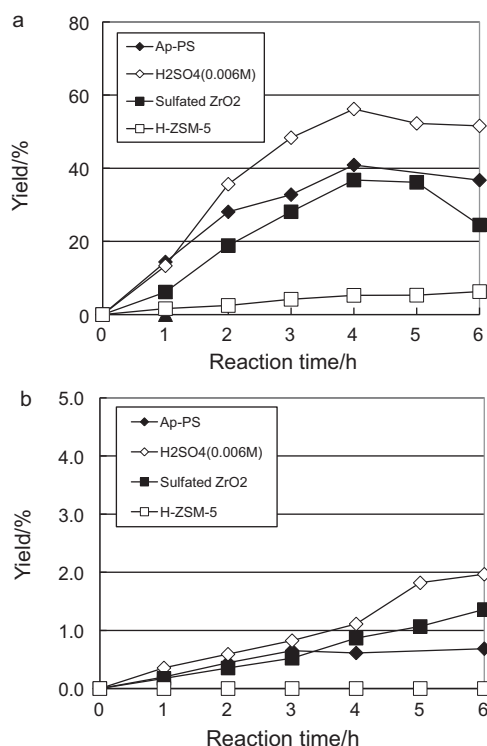 a
80
60
40
20
0
Yield/%
Ap-PS
H2SO4(0.006M)
Sulfated ZrO2
H-ZSM-5
0 1 2 3 4 5 6
Reaction time/h
b
5.0
4.0
3.0
2.0
1.0
0.0
Yield/%
Ap-PS
H2SO4(0.006M)
Sulfated ZrO2
H-ZSM-5
0 1 2 3 4 5 6
Reaction time/h